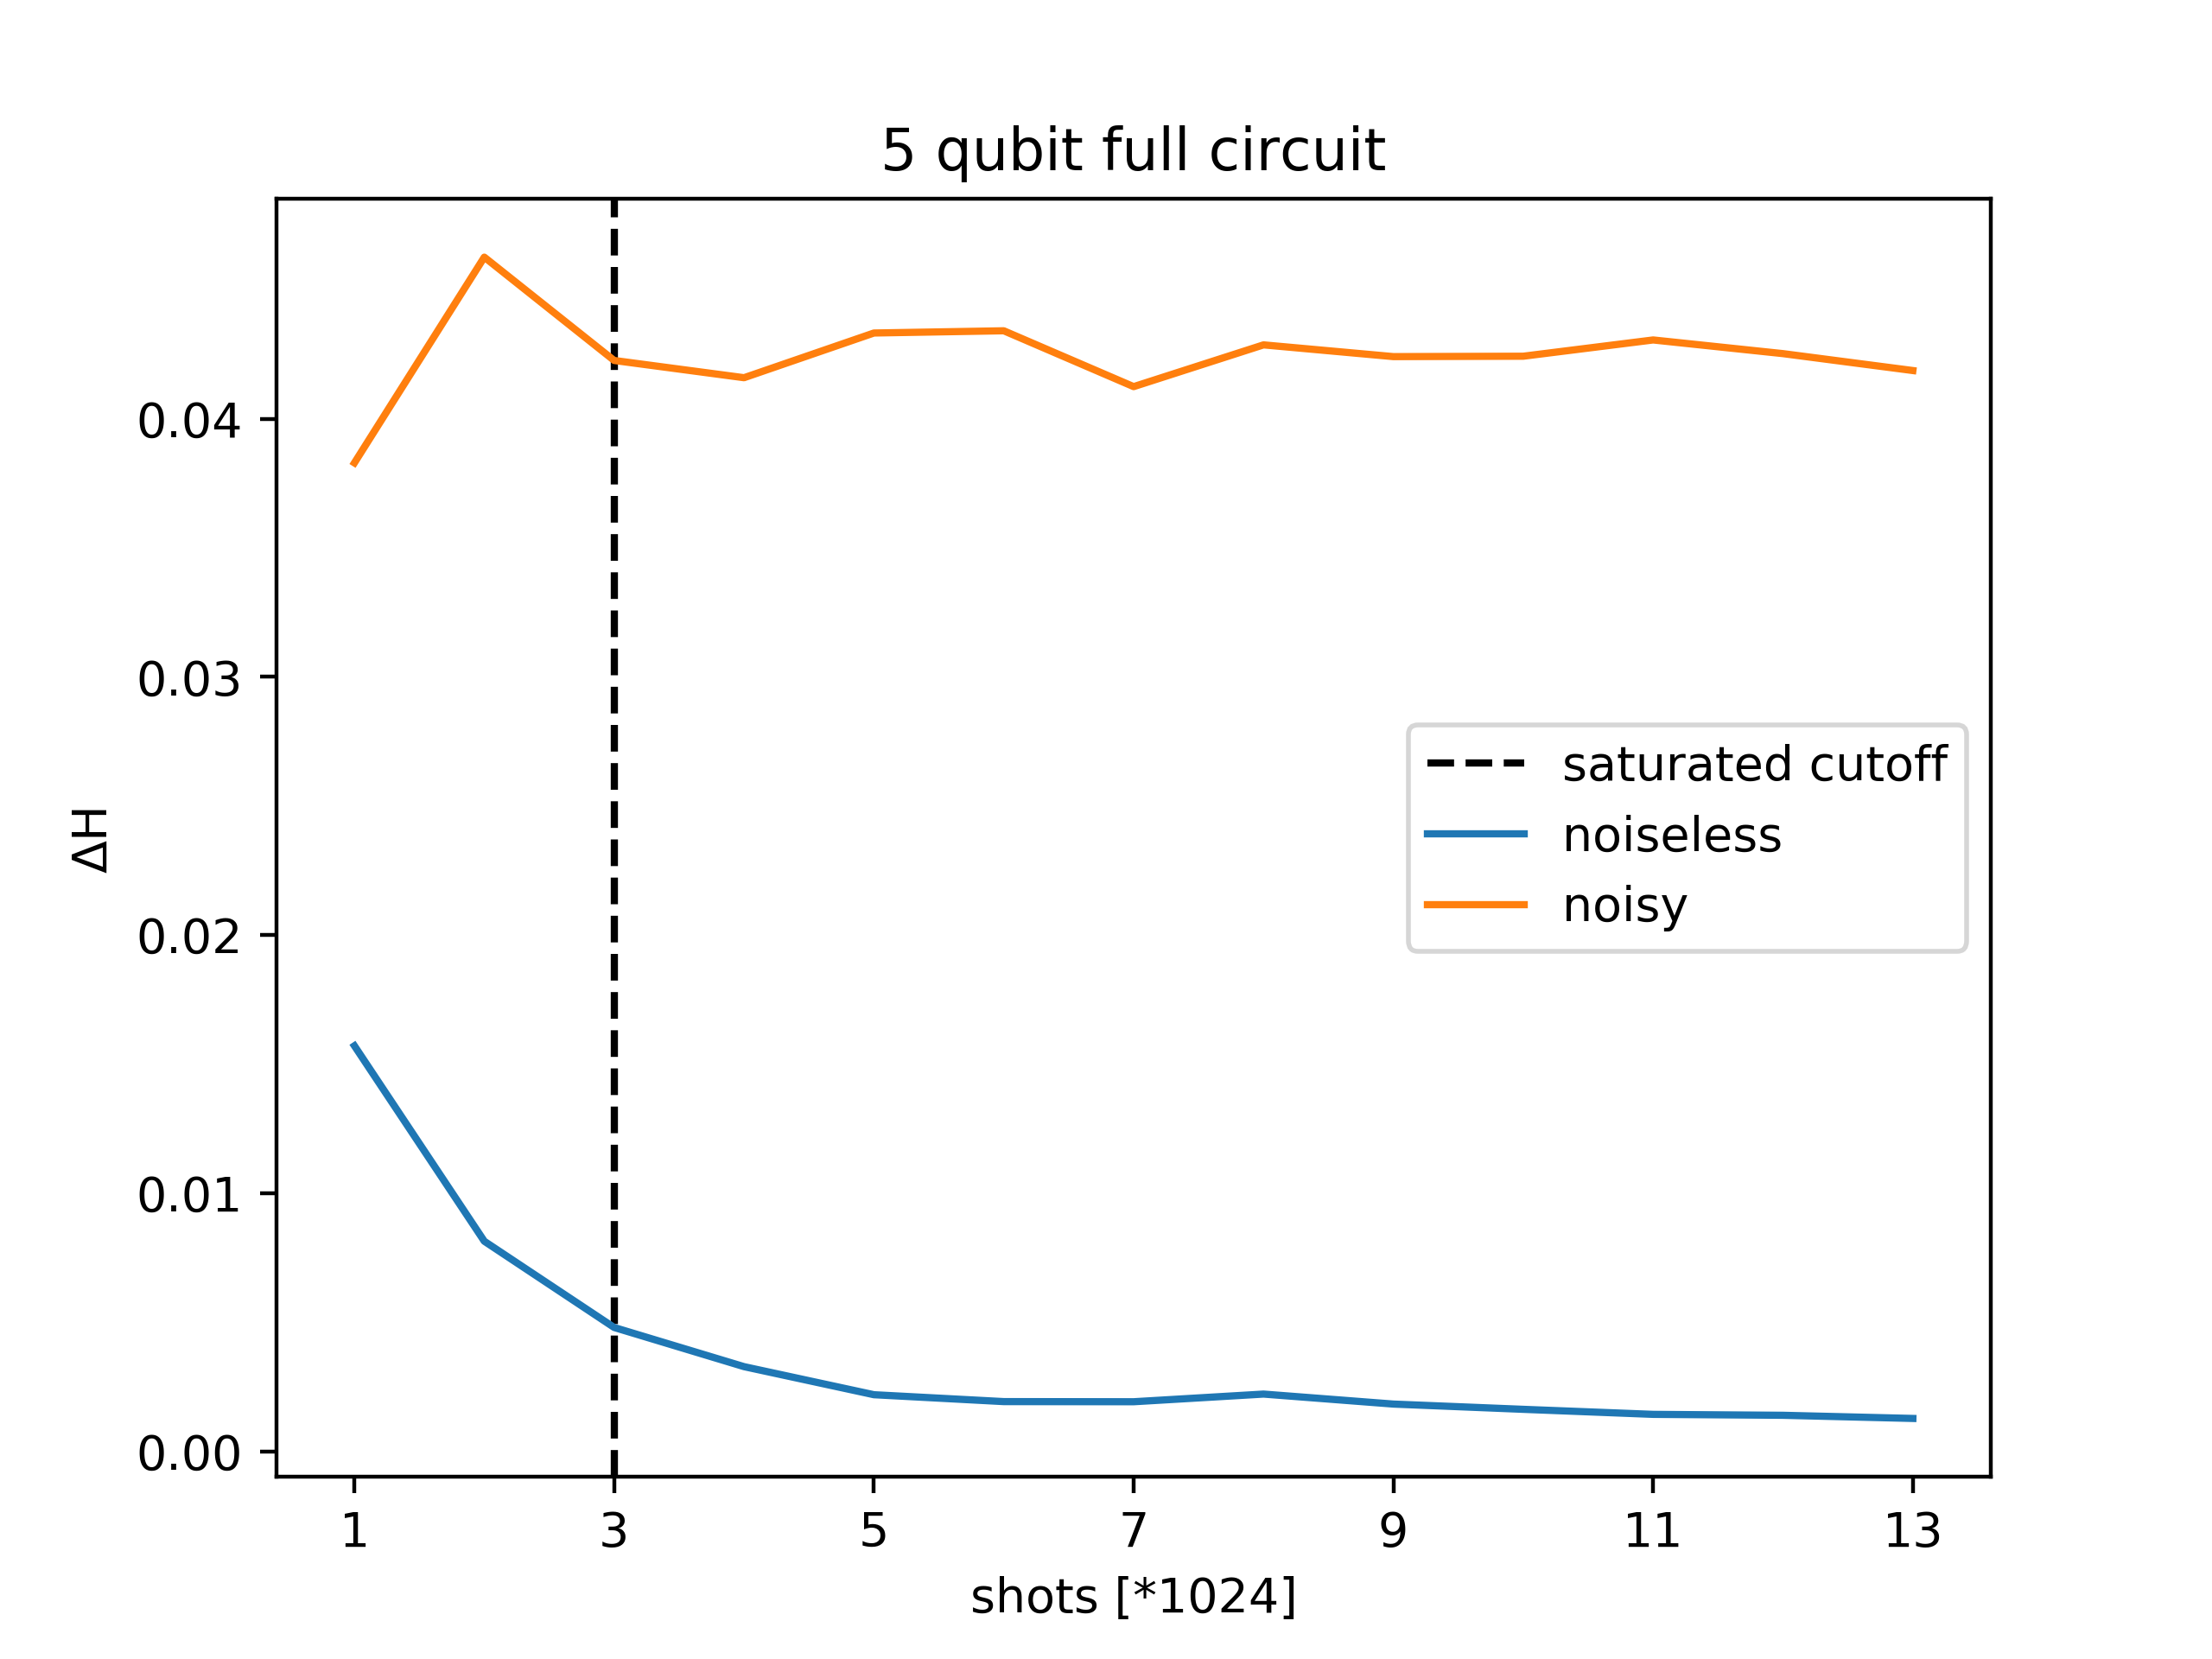 5 qubit full circuit
0.04
0.03
0.02
0.01
0.00
ΔH
saturated cutoff
noiseless
noisy
1 3 5 7 9 11 13
shots [*1024]